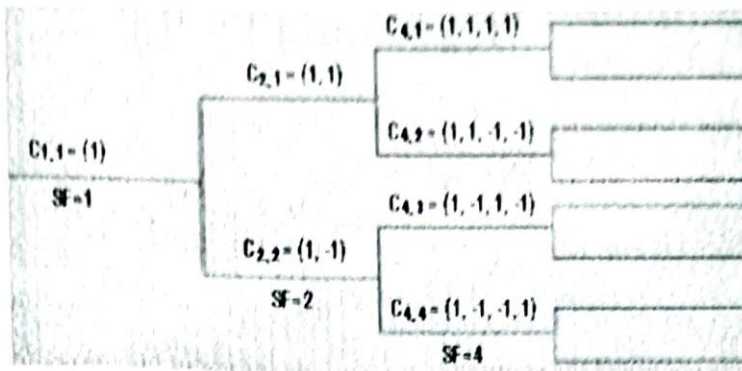 C4,1 = (1, 1, 1, 1)
C2,1 = (1, 1)
C4,2 = (1, 1, -1, -1)
C1,1 = (1)
SF=1
C4,3 = (1, -1, 1, -1)
C2,2 = (1, -1)
SF=2
C4,4 = (1, -1, -1, 1)
SF=4